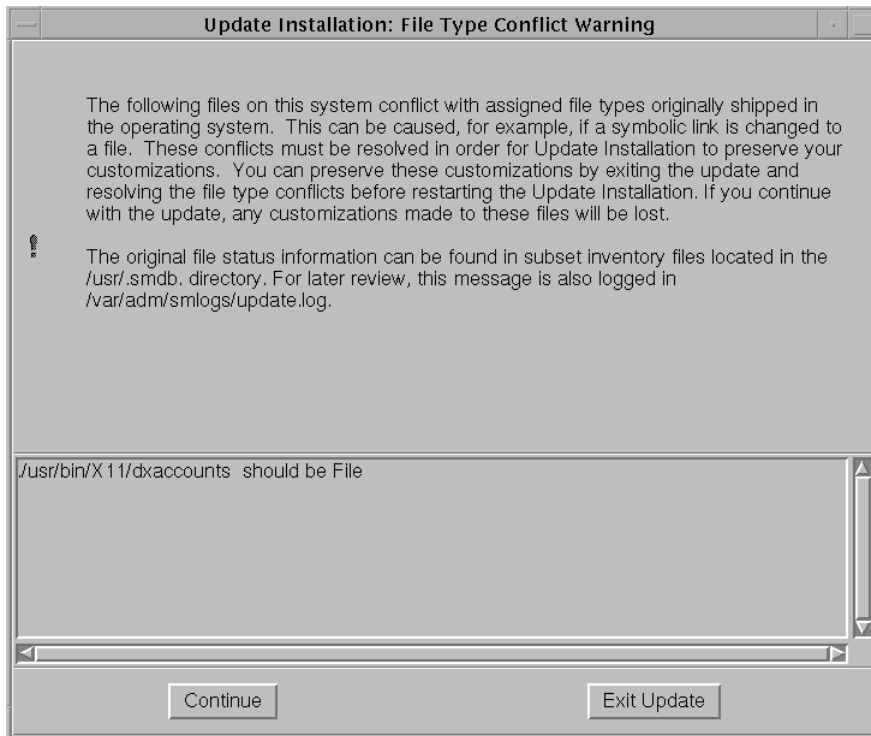 Update Installation: File Type Conflict Warning
The following files on this system conflict with assigned file types originally shipped in
the operating system.  This can be caused, for example, if a symbolic link is changed to
a file.  These conflicts must be resolved in order for Update Installation to preserve your
customizations.  You can preserve these customizations by exiting the update and
resolving the file type conflicts before restarting the Update Installation. If you continue
with the update, any customizations made to these files will be lost.
The original file status information can be found in subset inventory files located in the
/usr/.smdb. directory. For later review, this message is also logged in
/var/adm/smlogs/update.log.
./usr/bin/X11/dxaccounts  should be File
Continue
Exit Update